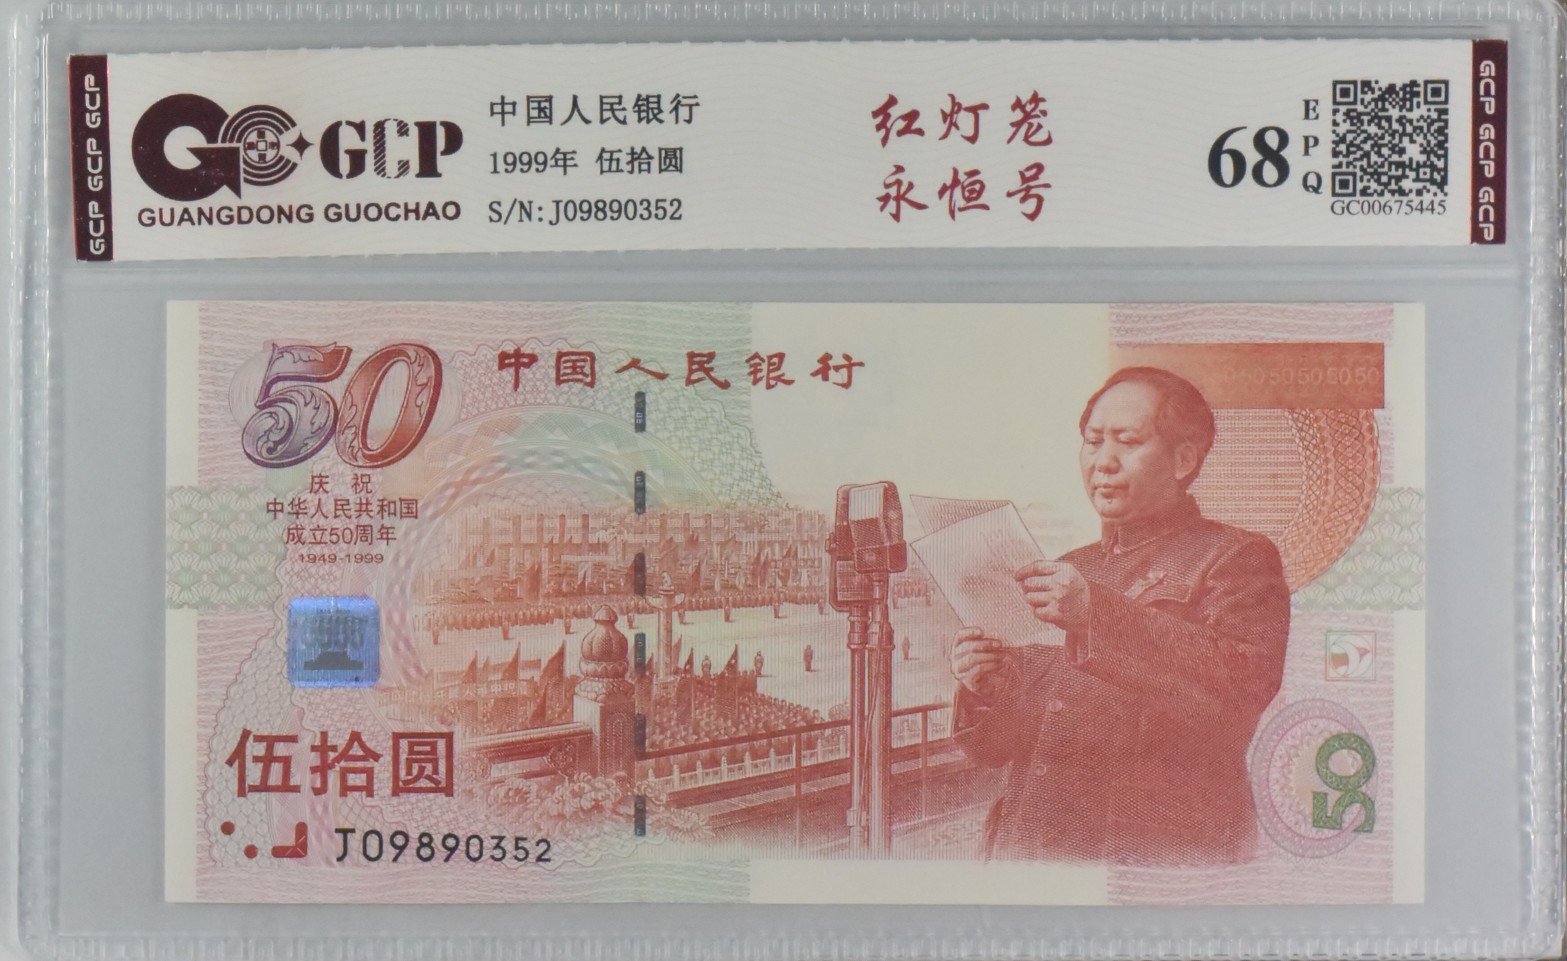 GCP GCP GCP
GCP
GUANGDONG GUOCHAO
中国人民银行
1999年 伍拾圆
S/N:J09890352
红灯笼
永恒号
68
EPQ
GC00675445
GCP GCP GCP
50
中国人民银行
庆祝
中华人民共和国
成立50周年
1949-1999
伍拾圆
J09890352
50